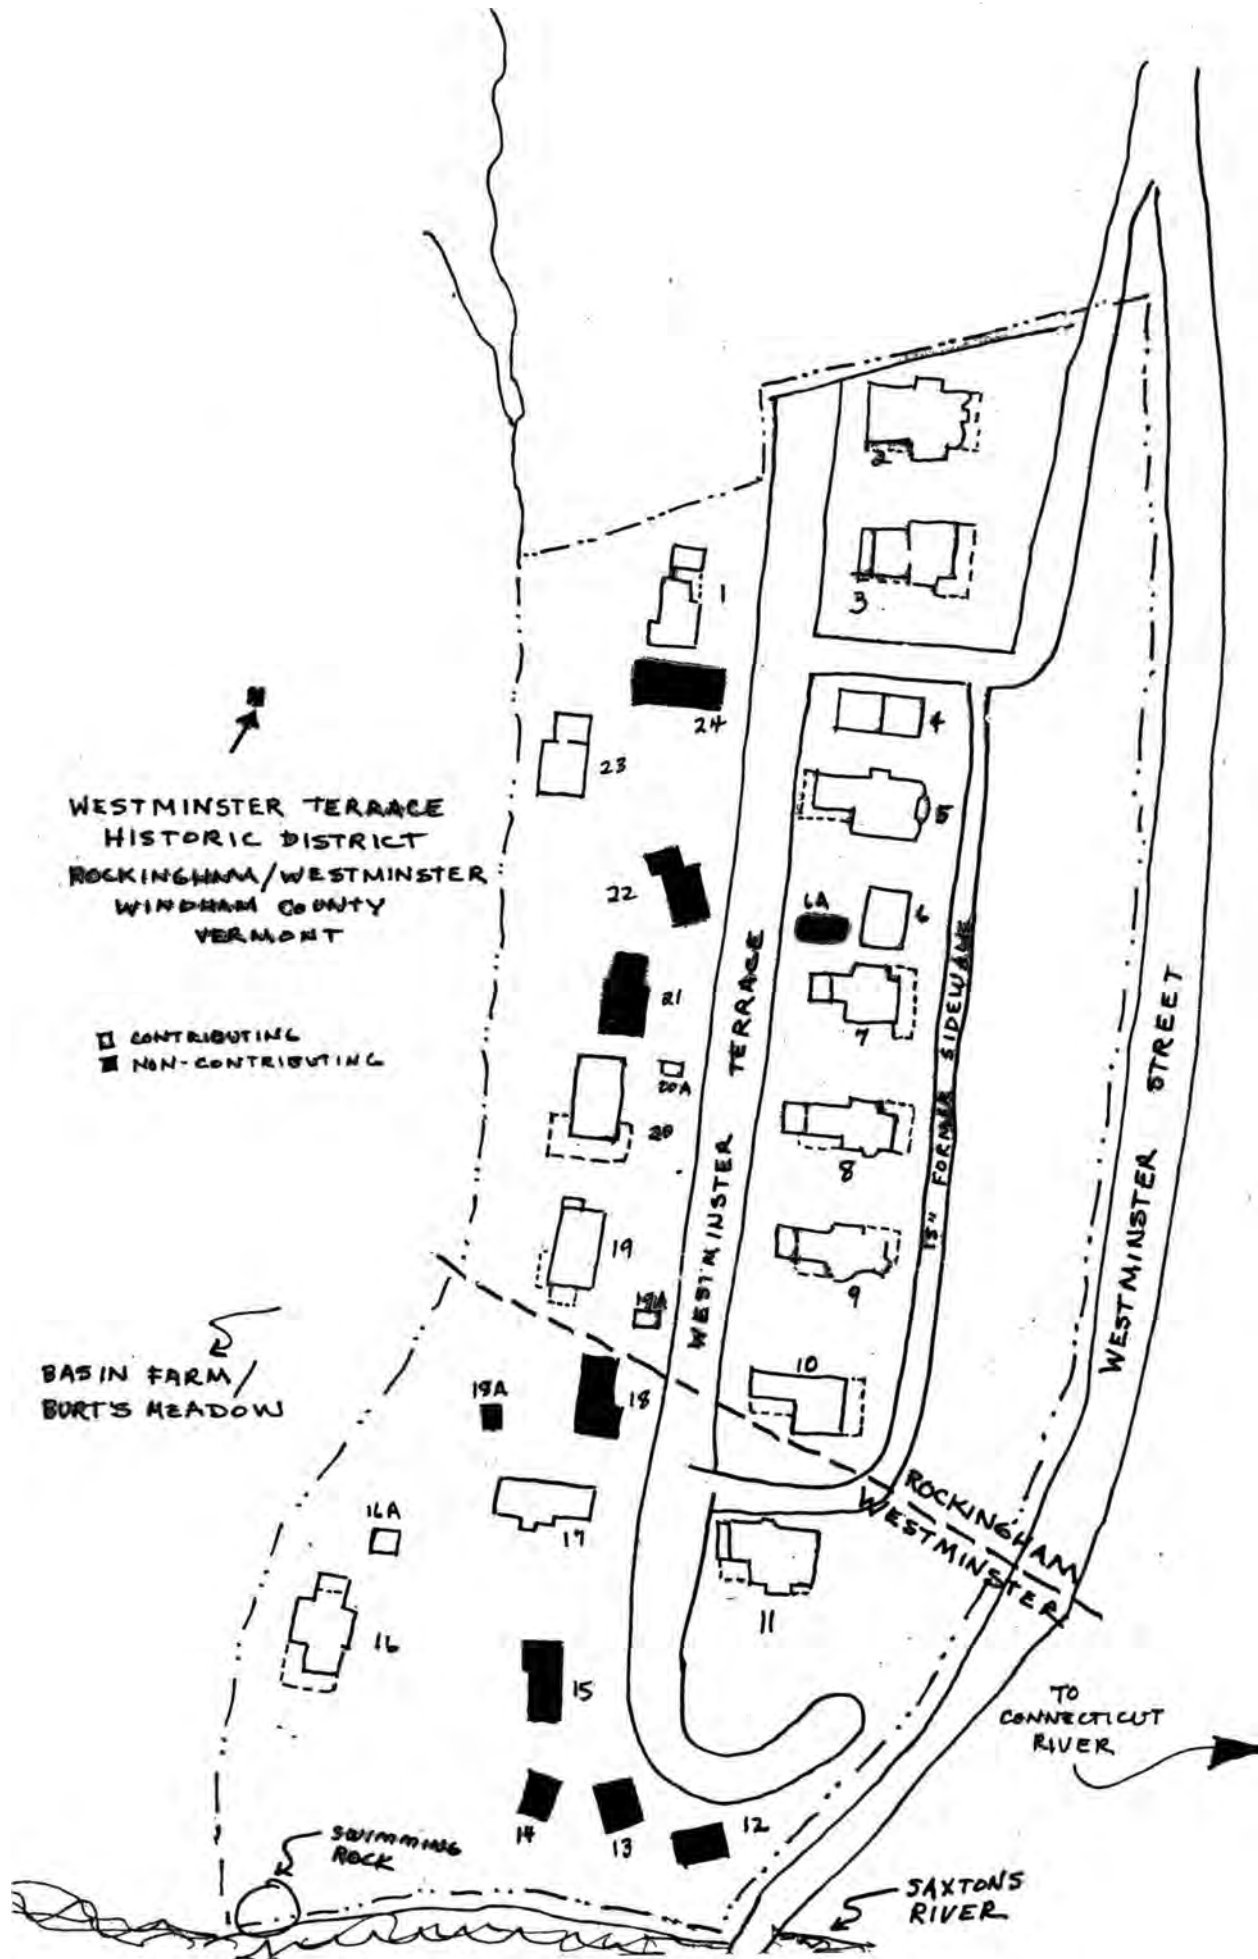 2
3
1
24
4
23
5
WESTMINSTER TERRACE
HISTORIC DISTRICT
ROCKINGHAM/WESTMINSTER
WINDHAM COUNTY
VERMONT
22
6A
6
21
7
□ CONTRIBUTING
■ NON-CONTRIBUTING
20A
20
8
WESTMINSTER TERRACE
15" FORMER SIDEWALK
WESTMINSTER STREET
19
9
19A
BASIN FARM/
BURT'S MEADOW
10
18A
18
ROCKINGHAM
WESTMINSTER
16A
17
11
16
15
TO
CONNECTICUT
RIVER
14
13
12
SWIMMING
ROCK
SAXTONS
RIVER